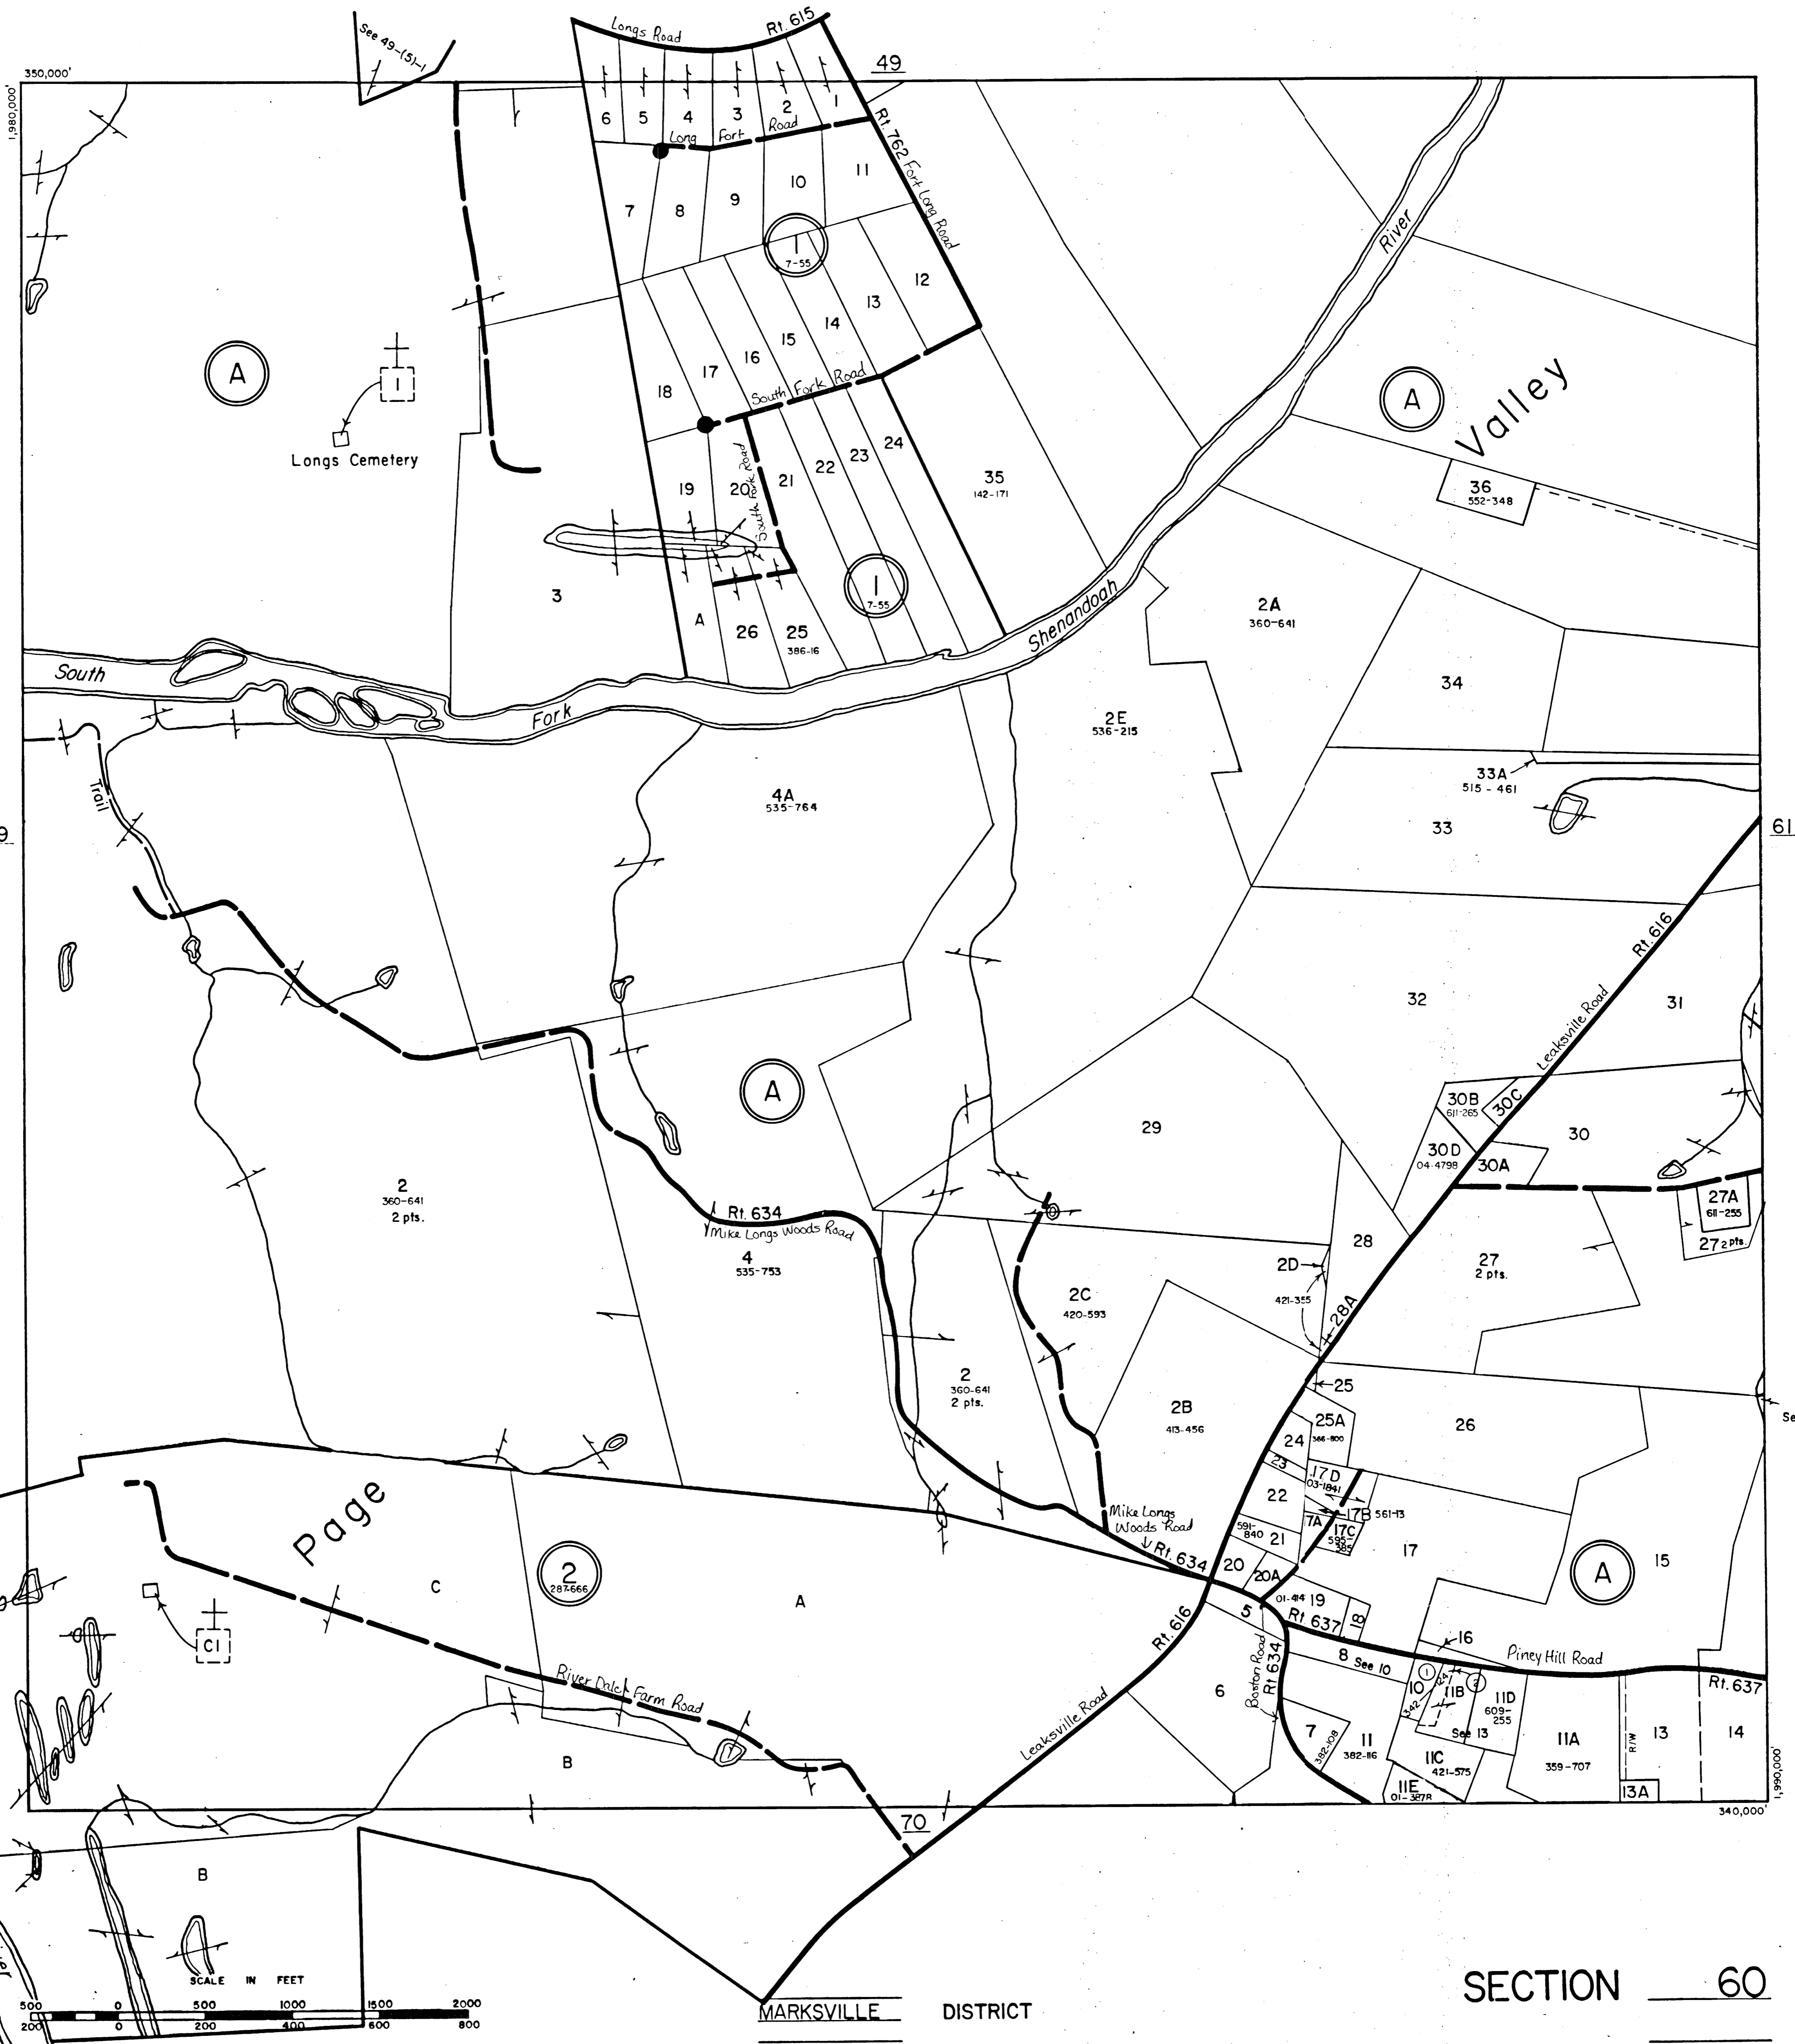 See 49-(5)-1
Longs Road
Rt. 615
49
350,000'
1,980,000'
6
5
4
3
2
1
Long Fort Road
Rt. 762 Fort Long Road
7
8
9
10
11
1
7-55
12
13
14
15
16
17
18
South Fork Road
A
1
Longs Cemetery
River
A
Valley
36
552-348
19
20
South Fork Road
21
22
23
24
35
142-171
3
A
26
25
386-16
1
7-55
Shenandoah
2A
360-641
South
Fork
34
2E
536-215
33A
515-461
33
61
Trail
4A
535-764
9
Rt. 616
Leaksville Road
32
31
A
29
30B
611-265
30C
30
30D
04-4798
30A
27A
611-255
27 2 pts.
2
360-641
2 pts.
Rt. 634
Mike Longs Woods Road
4
535-753
28
2D
421-355
28A
27
2 pts.
2C
420-593
2
360-641
2 pts.
2B
413-456
25
25A
366-800
24
23
26
Se
17D
03-1841
22
17B 561-13
7A
17C
595-
585
591-
840
21
17
15
A
Mike Longs
Woods Road
Rt. 634
20
20A
01-414
19
18
5
Rt. 637
16
Piney Hill Road
Rt. 637
Page
2
287-666
C
A
C1
River Dale Farm Road
B
Rt. 616
Leaksville Road
6
Boston Road
Rt 634
8 See 10
7
382-108
11
382-116
10
1
342-
24
11B
2
11D
609-
255
See 13
11C
421-575
11E
01-387R
11A
359-707
R/W
13
13A
14
1,990,000'
340,000'
70
B
SCALE IN FEET
500 0 500 1000 1500 2000
200 0 200 400 600 800
MARKSVILLE DISTRICT
SECTION 60